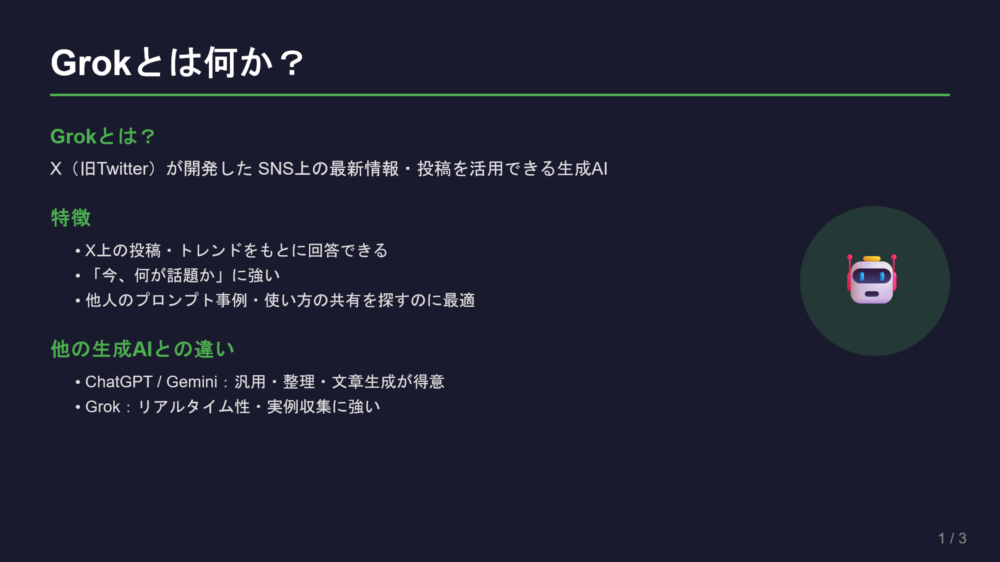 Grokとは何か？
Grokとは？
X（旧Twitter）が開発した SNS上の最新情報・投稿を活用できる生成AI
特徴
• X上の投稿・トレンドをもとに回答できる
• 「今、何が話題か」に強い
• 他人のプロンプト事例・使い方の共有を探すのに最適
他の生成AIとの違い
• ChatGPT / Gemini：汎用・整理・文章生成が得意
• Grok：リアルタイム性・実例収集に強い
1 / 3